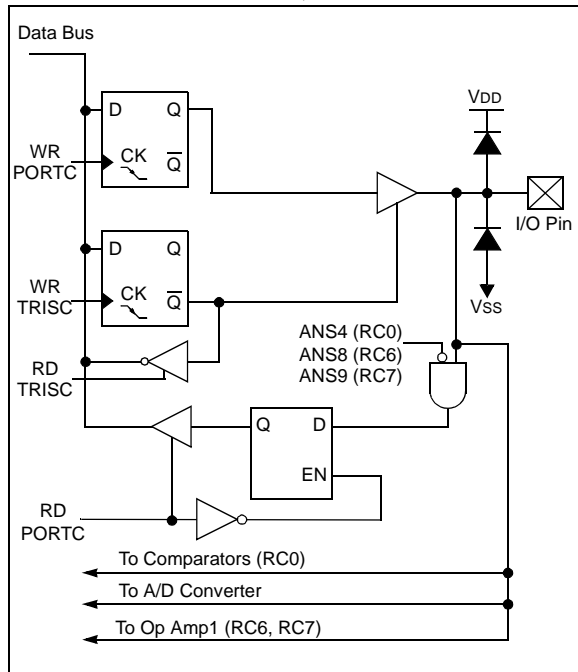 Data Bus
VDD
D Q
WR
PORTC
CK Q̅
I/O Pin
D Q
WR
TRISC
CK Q̅
VSS
ANS4 (RC0)
ANS8 (RC6)
ANS9 (RC7)
RD
TRISC
Q D
EN
RD
PORTC
To Comparators (RC0)
To A/D Converter
To Op Amp1 (RC6, RC7)